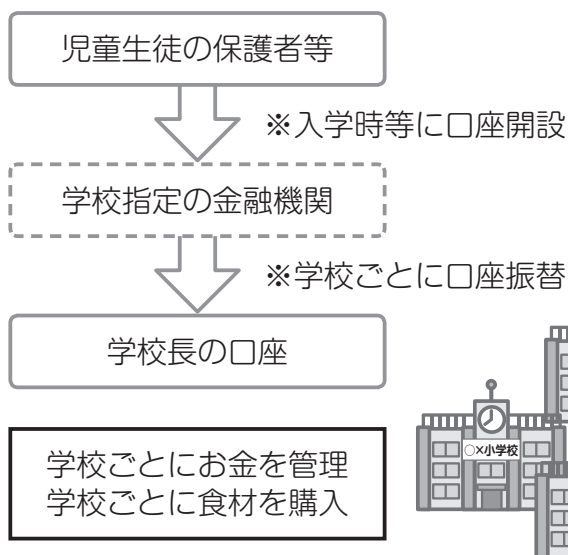 児童生徒の保護者等
※入学時等に口座開設
学校指定の金融機関
※学校ごとに口座振替
学校長の口座
○×小学校
学校ごとにお金を管理
学校ごとに食材を購入